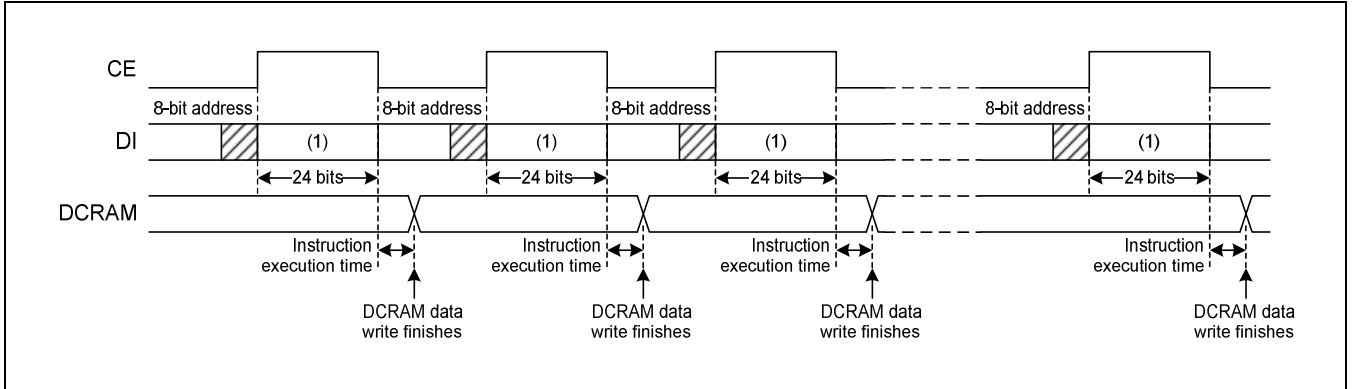 CE
8-bit address 8-bit address 8-bit address 8-bit address
DI (1) (1) (1) (1)
24 bits 24 bits 24 bits 24 bits
DCRAM
Instruction Instruction Instruction Instruction
execution time execution time execution time execution time
DCRAM data DCRAM data DCRAM data DCRAM data
write finishes write finishes write finishes write finishes